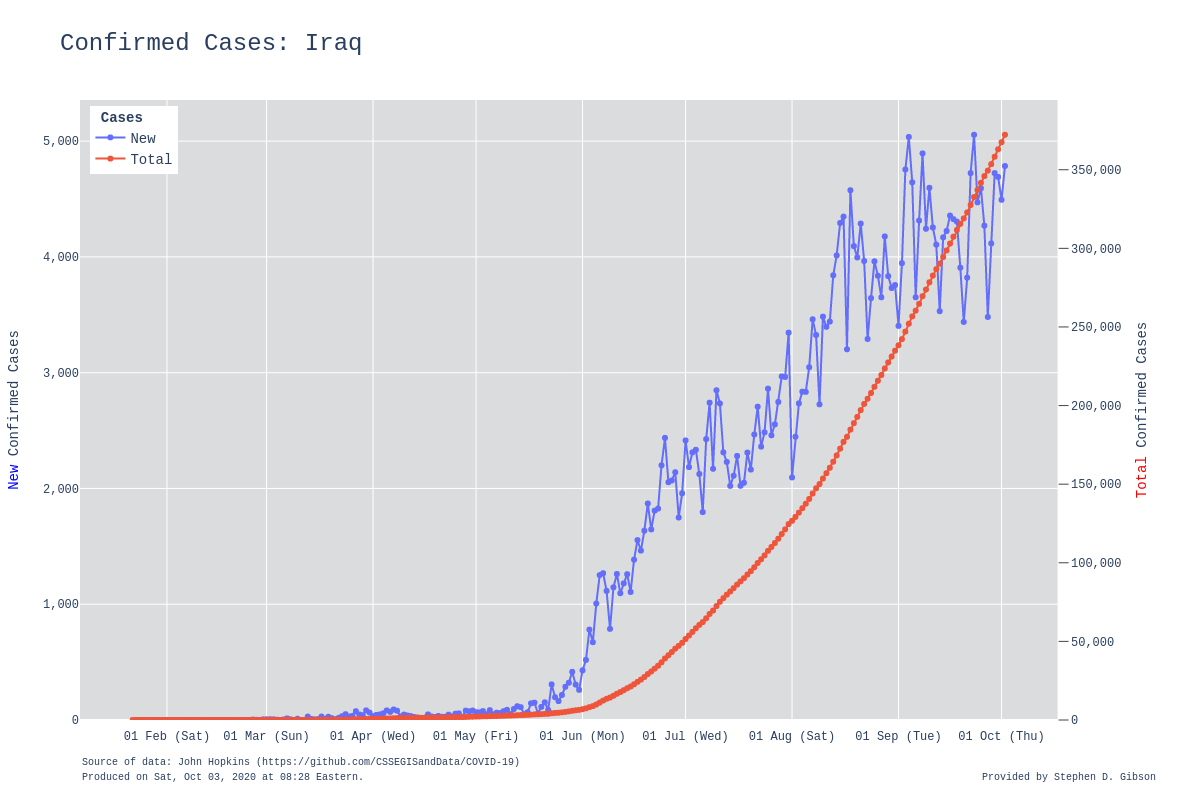 Confirmed Cases: Iraq
Cases
New
Total
5,000
4,000
3,000
2,000
1,000
0
350,000
300,000
250,000
200,000
150,000
100,000
50,000
0
New Confirmed Cases
Total Confirmed Cases
01 Feb (Sat) 01 Mar (Sun) 01 Apr (Wed) 01 May (Fri) 01 Jun (Mon) 01 Jul (Wed) 01 Aug (Sat) 01 Sep (Tue) 01 Oct (Thu)
Source of data: John Hopkins (https://github.com/CSSEGISandData/COVID-19)
Produced on Sat, Oct 03, 2020 at 08:28 Eastern.
Provided by Stephen D. Gibson